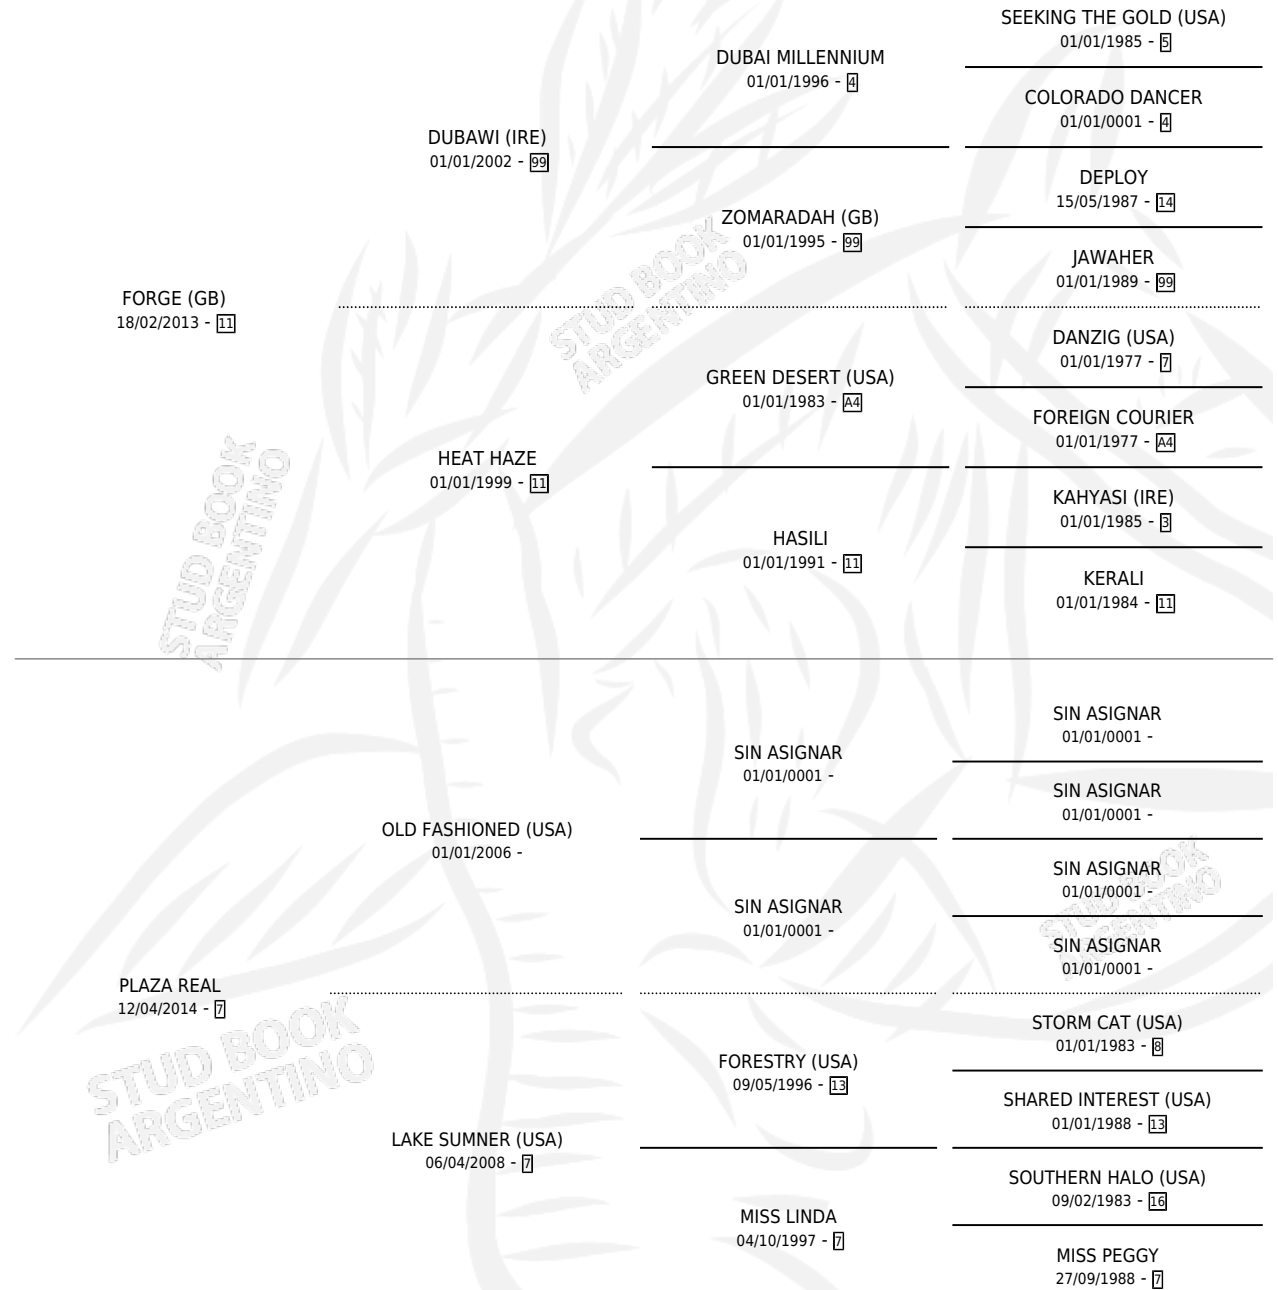 SEEKING THE GOLD (USA)
01/01/1985 - 5
DUBAI MILLENNIUM
01/01/1996 - 4
COLORADO DANCER
01/01/0001 - 4
DUBAWI (IRE)
01/01/2002 - 99
DEPLOY
15/05/1987 - 14
ZOMARADAH (GB)
01/01/1995 - 99
JAWAHER
01/01/1989 - 99
FORGE (GB)
18/02/2013 - 11
DANZIG (USA)
01/01/1977 - 7
GREEN DESERT (USA)
01/01/1983 - A4
FOREIGN COURIER
01/01/1977 - A4
HEAT HAZE
01/01/1999 - 11
KAHYASI (IRE)
01/01/1985 - 3
HASILI
01/01/1991 - 11
KERALI
01/01/1984 - 11
SIN ASIGNAR
01/01/0001 -
SIN ASIGNAR
01/01/0001 -
SIN ASIGNAR
01/01/0001 -
OLD FASHIONED (USA)
01/01/2006 -
SIN ASIGNAR
01/01/0001 -
SIN ASIGNAR
01/01/0001 -
SIN ASIGNAR
01/01/0001 -
PLAZA REAL
12/04/2014 - 7
STORM CAT (USA)
01/01/1983 - 8
FORESTRY (USA)
09/05/1996 - 13
SHARED INTEREST (USA)
01/01/1988 - 13
LAKE SUMNER (USA)
06/04/2008 - 7
SOUTHERN HALO (USA)
09/02/1983 - 16
MISS LINDA
04/10/1997 - 7
MISS PEGGY
27/09/1988 - 7
STUD BOOK
ARGENTINO
STUD BOOK
ARGENTINO
STUD BOOK
ARGENTINO
STUD BOOK
ARGENTINO